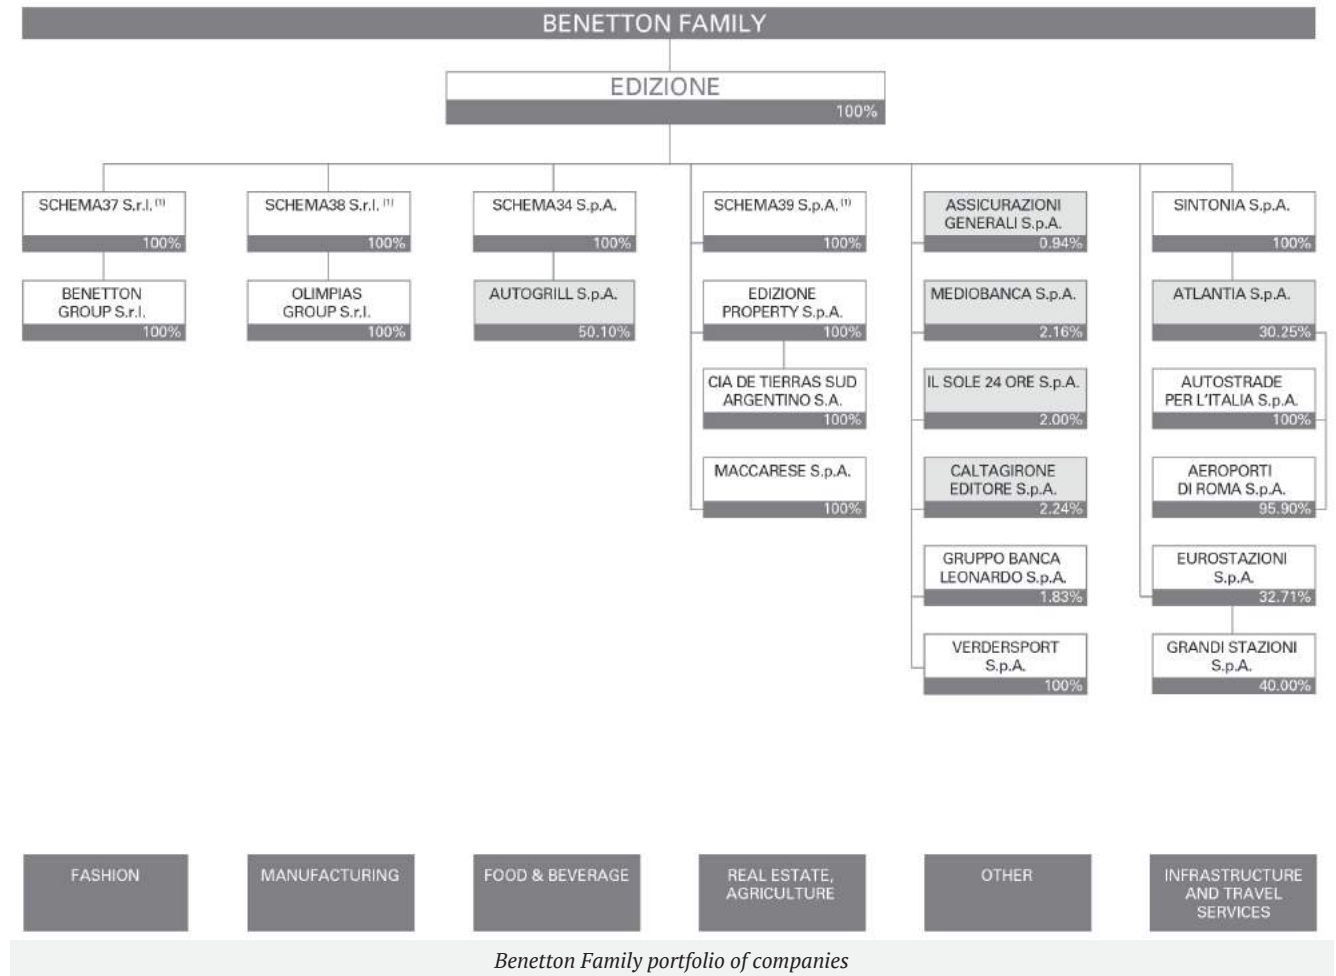 BENETTON FAMILY
EDIZIONE
100%
SCHEMA37 S.r.l. (1)
100%
BENETTON
GROUP S.r.l.
100%
SCHEMA38 S.r.l. (1)
100%
OLIMPIAS
GROUP S.r.l.
100%
SCHEMA34 S.p.A.
100%
AUTOGRILL S.p.A.
50.10%
SCHEMA39 S.p.A. (1)
100%
EDIZIONE
PROPERTY S.p.A.
100%
CIA DE TIERRAS SUD
ARGENTINO S.A.
100%
MACCARESE S.p.A.
100%
ASSICURAZIONI
GENERALI S.p.A.
0.94%
MEDIOBANCA S.p.A.
2.16%
IL SOLE 24 ORE S.p.A.
2.00%
CALTAGIRONE
EDITORE S.p.A.
2.24%
GRUPPO BANCA
LEONARDO S.p.A.
1.83%
VERDERSPORT
S.p.A.
100%
SINTONIA S.p.A.
100%
ATLANTIA S.p.A.
30.25%
AUTOSTRADE
PER L'ITALIA S.p.A.
100%
AEROPORTI
DI ROMA S.p.A.
95.90%
EUROSTAZIONI
S.p.A.
32.71%
GRANDI STAZIONI
S.p.A.
40.00%
FASHION
MANUFACTURING
FOOD & BEVERAGE
REAL ESTATE,
AGRICULTURE
OTHER
INFRASTRUCTURE
AND TRAVEL
SERVICES
Benetton Family portfolio of companies